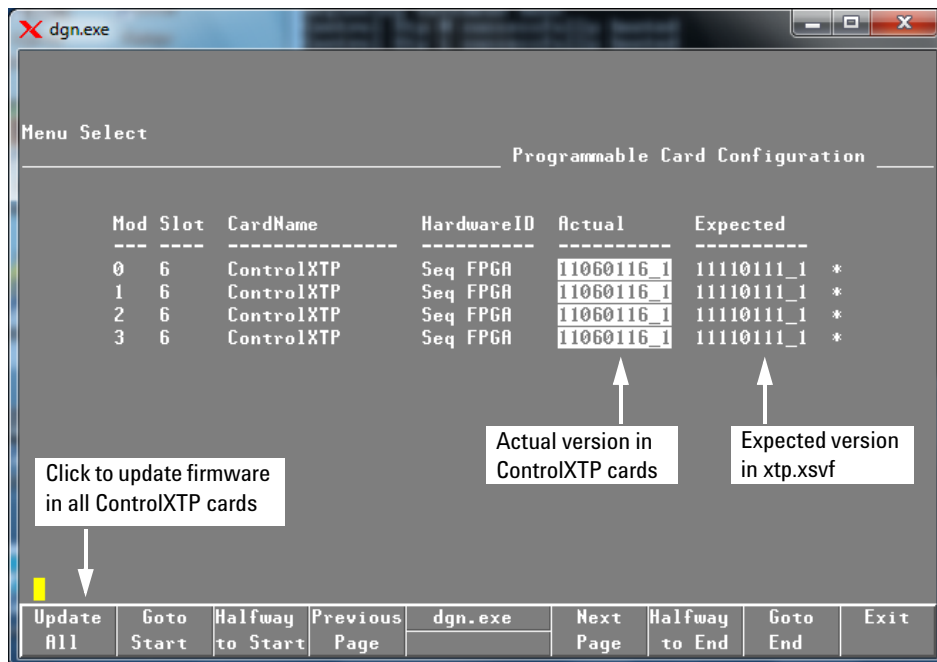 dgn.exe
Menu Select
Programmable Card Configuration
Mod Slot CardName HardwareID Actual Expected
--- ---- --------------- ---------- ---------- ----------
0 6 ControlXTP Seq FPGA 11060116_1 11110111_1 *
1 6 ControlXTP Seq FPGA 11060116_1 11110111_1 *
2 6 ControlXTP Seq FPGA 11060116_1 11110111_1 *
3 6 ControlXTP Seq FPGA 11060116_1 11110111_1 *
Actual version in
ControlXTP cards
Expected version
in xtp.xsvf
Click to update firmware
in all ControlXTP cards
Update Goto Halfway Previous dgn.exe Next Halfway Goto Exit
All Start to Start Page Page to End End